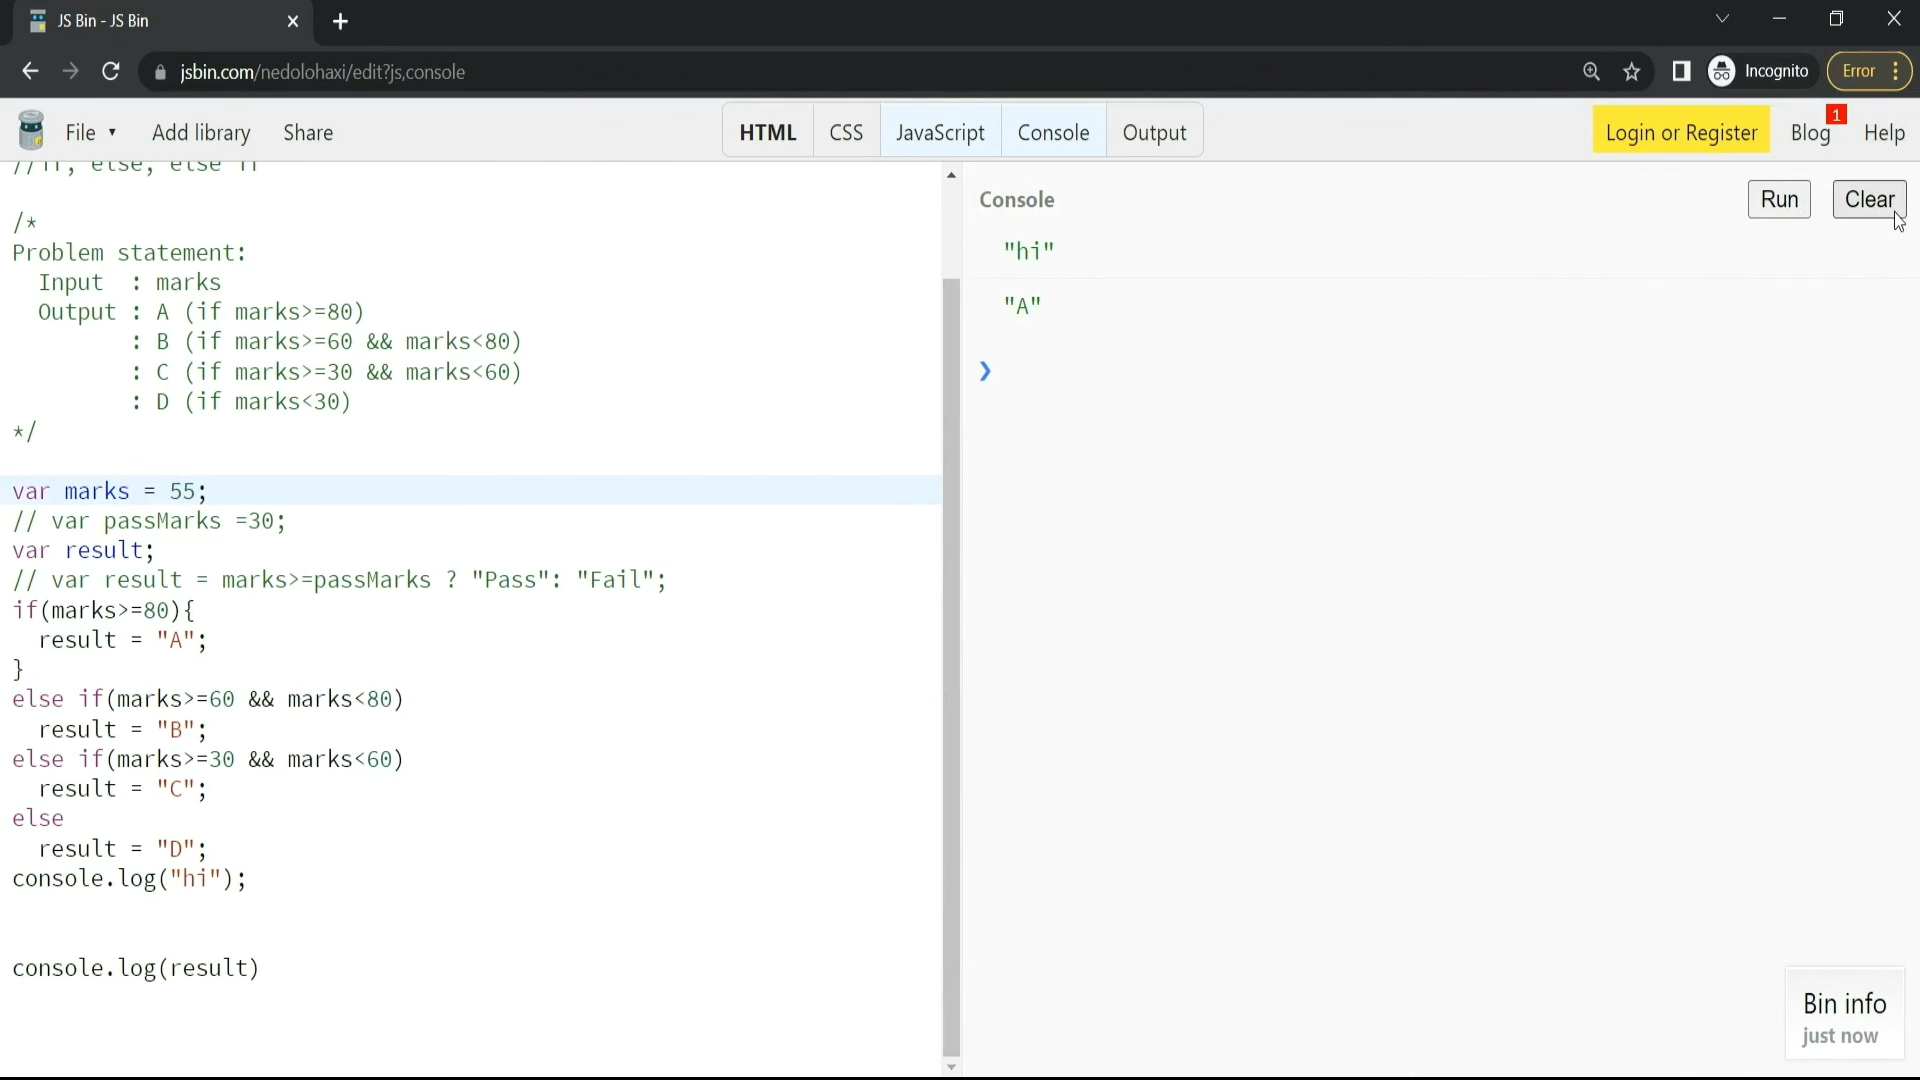 JS Bin - JS Bin
jsbin.com/nedolohaxi/edit?js,console
Incognito
Error
File
Add library
Share
HTML
CSS
JavaScript
Console
Output
Login or Register
Blog
1
Help
//if, else, else if
/*
Problem statement:
  Input  : marks
  Output : A (if marks>=80)
         : B (if marks>=60 && marks<80)
         : C (if marks>=30 && marks<60)
         : D (if marks<30)
*/
var marks = 55;
// var passMarks =30;
var result;
// var result = marks>=passMarks ? "Pass": "Fail";
if(marks>=80){
  result = "A";
}
else if(marks>=60 && marks<80)
  result = "B";
else if(marks>=30 && marks<60)
  result = "C";
else
  result = "D";
console.log("hi");
console.log(result)
Console
Run
Clear
"hi"
"A"
Bin info
just now